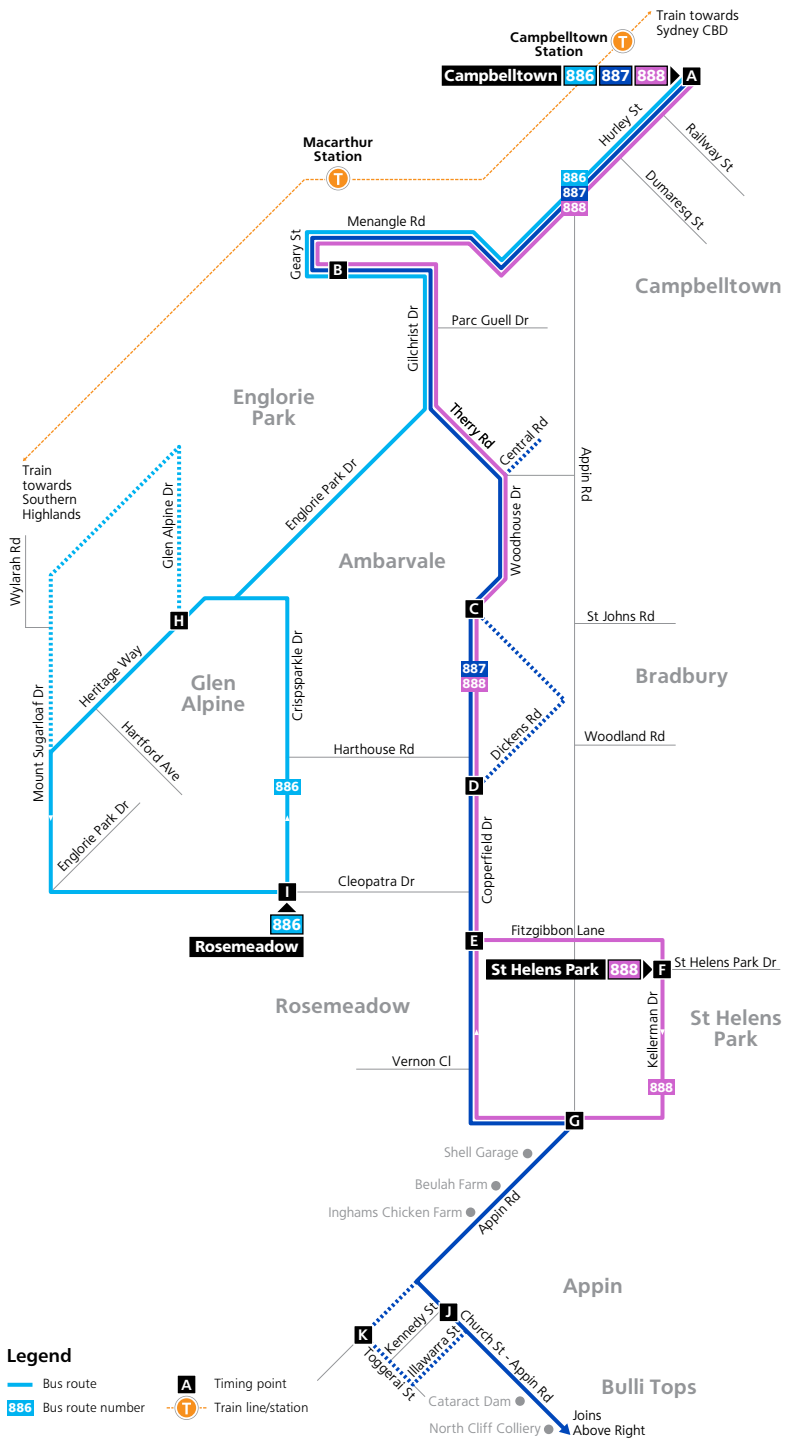 Train towards
Sydney CBD
Campbelltown
Station
T
Campbelltown 886 887 888 A
Hurley St
Railway St
Dumaresq St
Macarthur
Station
T
886
887
888
Menangle Rd
Geary St
B
Campbelltown
Gilchrist Dr
Parc Guell Dr
Englorie
Park
Therry Rd
Central Rd
Train
towards
Southern
Highlands
Appin Rd
Englorie Park Dr
Woodhouse Dr
Glen Alpine Dr
Wylarah Rd
Ambarvale
C
St Johns Rd
H
Heritage Way
Crispsparkle Dr
887
888
Bradbury
Glen
Alpine
Mount Sugarloaf Dr
Hartford Ave
Dickens Rd
Woodland Rd
Harthouse Rd
886
D
Englorie Park Dr
Copperfield Dr
Cleopatra Dr
I
886
Rosemeadow
E
Fitzgibbon Lane
St Helens Park 888 F
St Helens Park Dr
Rosemeadow
Kellerman Dr
St Helens
Park
Vernon Cl
888
G
Shell Garage
Beulah Farm
Inghams Chicken Farm
Appin Rd
Appin
J
K
Kennedy St
Illawarra St
Toggerai St
Church St - Appin Rd
Bulli Tops
Cataract Dam
North Cliff Colliery
Joins
Above Right
Legend
Bus route
A Timing point
886 Bus route number
T Train line/station